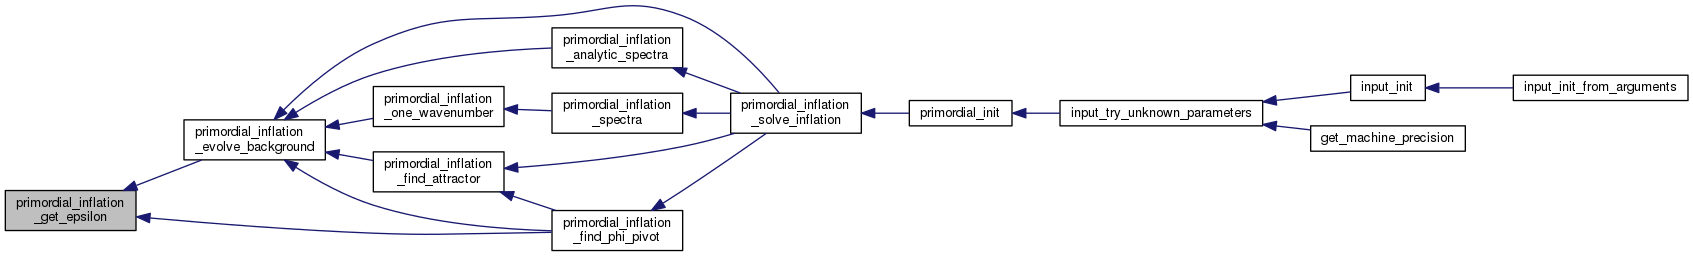 primordial_inflation
_get_epsilon
primordial_inflation
_evolve_background
primordial_inflation
_analytic_spectra
primordial_inflation
_one_wavenumber
primordial_inflation
_spectra
primordial_inflation
_find_attractor
primordial_inflation
_find_phi_pivot
primordial_inflation
_solve_inflation
primordial_init
input_try_unknown_parameters
input_init
get_machine_precision
input_init_from_arguments